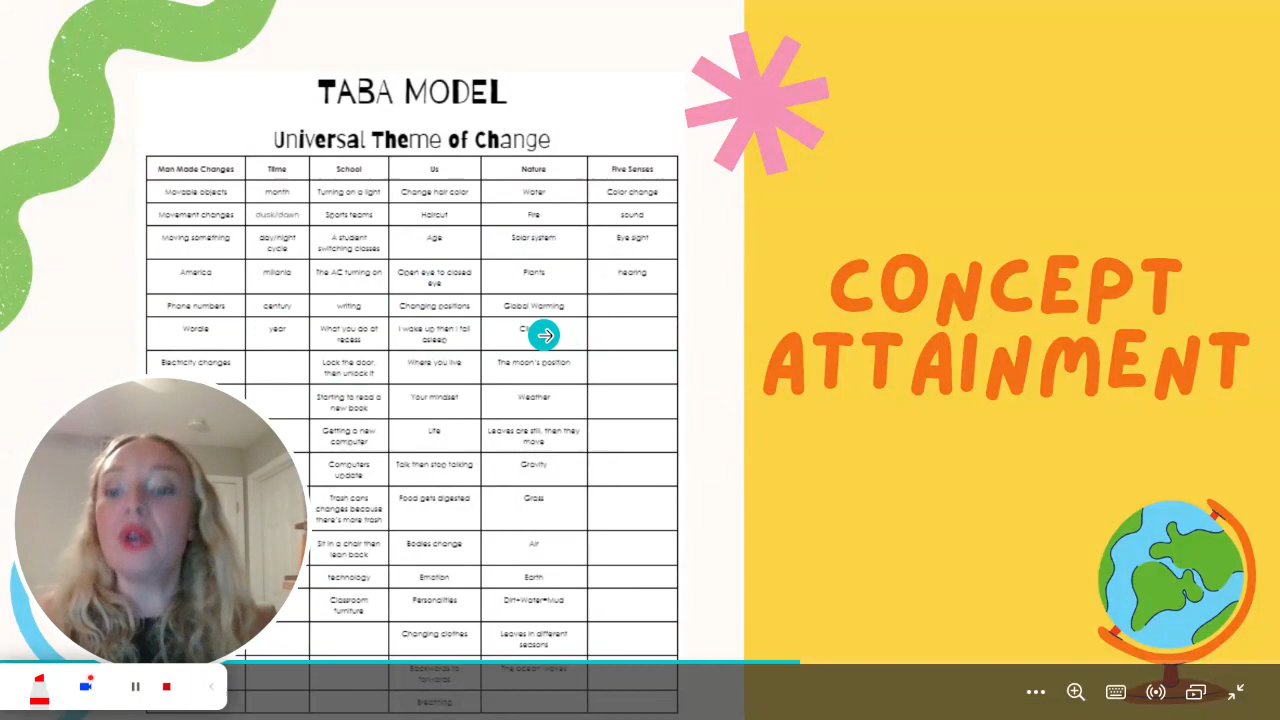 TABA MODEL
Universal Theme of Change
Man Made Changes Time School Us Nature Five Senses
Movable objects month Turning on a light Change hair color Water Color change
Movement changes dusk/dawn Sports teams Haircut Fire sound
Moving something day/night cycle A student switching classes Age Solar system Eye sight
America millania The AC turning on Open eye to closed eye Plants hearing
Phone numbers century writing Changing positions Global Warming
Wordle year What you do at recess I wake up then I fall asleep
Electricity changes Lock the door, then unlock it Where you live The moon's position
Starting to read a new book Your mindset Weather
Getting a new computer Life Leaves are still, then they move
Computers update Talk then stop talking Gravity
Trash cans changes because there's more trash Food gets digested Grass
Sit in a chair then lean back Bodies change Air
technology Emotion Earth
Classroom furniture Personalities Dirt+Water=Mud
Changing clothes Leaves in different seasons
Backwards to forwards The ocean waves
Breathing
CONCEPT
ATTAINMENT